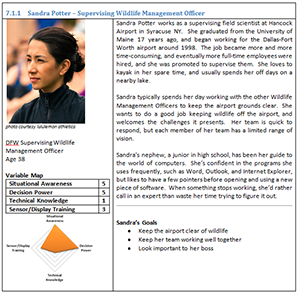 7.1.1 Sandra Potter – Supervising Wildlife Management Officer
photo courtesy lululemon athletica
DFW Supervising Wildlife
Management Officer
Age 38
Variable Map
Situational Awareness 5
Decision Power 5
Technical Knowledge 1
Sensor/Display Training 3
Situational
Awareness
Sensor/Display
Training
Decision
Power
Technical
Knowledge
Sandra Potter works as a supervising field scientist at Hancock
Airport in Syracuse NY. She graduated from the University of
Maine 17 years ago, and began working for the Dallas-Fort
Worth airport around 1998. The job became more and more
time-consuming, and eventually more full-time employees were
hired, and she was promoted to supervise them. She loves to
kayak in her spare time, and usually spends her off days on a
nearby lake.
Sandra typically spends her day working with the other Wildlife
Management Officers to keep the airport grounds clear. She
wants to do a good job keeping wildlife off the airport, and
welcomes the challenges it presents. Her team is quick to
respond, but each member of her team has a limited range of
vision.
Sandra's nephew, a junior in high school, has been her guide to
the world of computers. She's confident in the programs she
uses frequently, such as Word, Outlook, and Internet Explorer,
but likes to have a few pointers before opening and using a new
piece of software. When something stops working, she'd rather
call in an expert than waste her time trying to figure it out.
Sandra's Goals
• Keep the airport clear of wildlife
• Keep her team working well together
• Look important to her boss